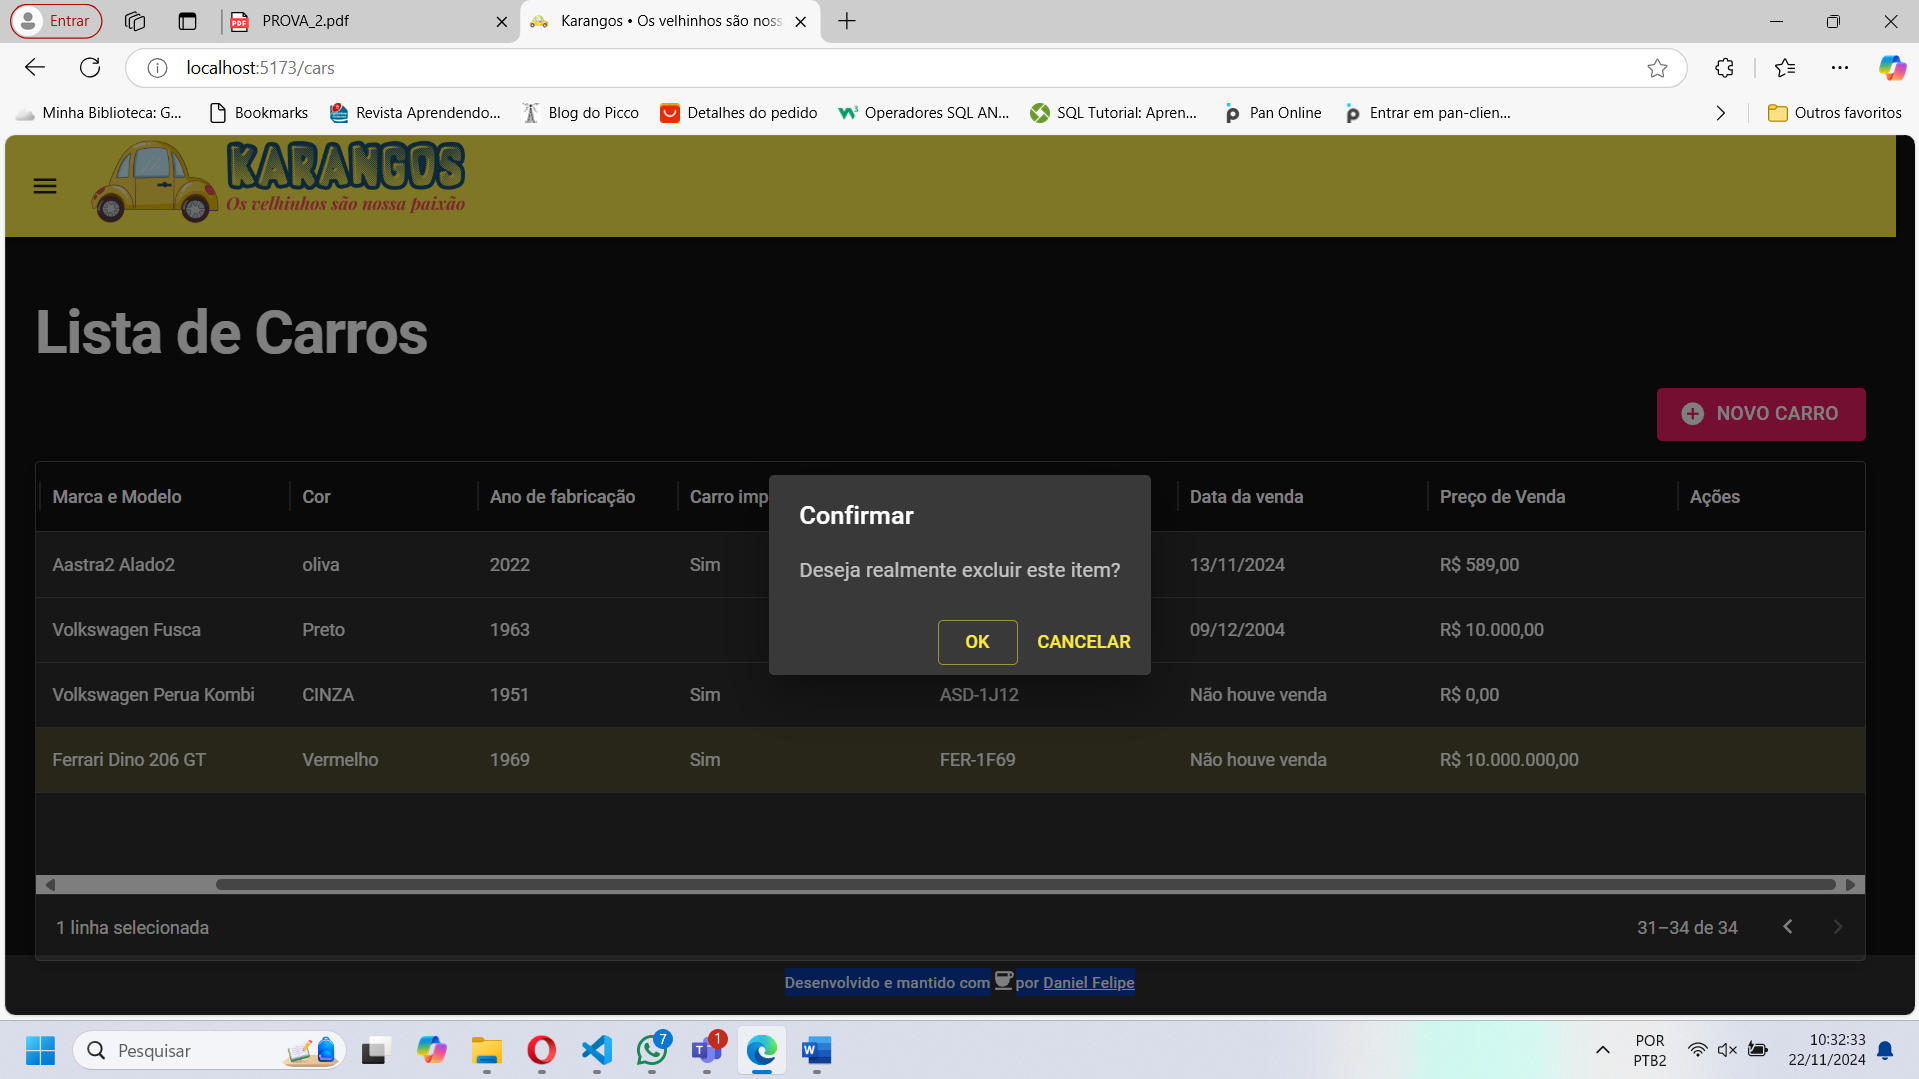 Entrar
PROVA_2.pdf
Karangos • Os velhinhos são noss
localhost:5173/cars
Minha Biblioteca: G...
Bookmarks
Revista Aprendendo...
Blog do Picco
Detalhes do pedido
Operadores SQL AN...
SQL Tutorial: Apren...
Pan Online
Entrar em pan-clien...
Outros favoritos
KARANGOS
Os velhinhos são nossa paixão
Lista de Carros
NOVO CARRO
Marca e Modelo Cor Ano de fabricação Carro imp Data da venda Preço de Venda Ações
Aastra2 Alado2 oliva 2022 Sim 13/11/2024 R$ 589,00
Volkswagen Fusca Preto 1963 09/12/2004 R$ 10.000,00
Volkswagen Perua Kombi CINZA 1951 Sim ASD-1J12 Não houve venda R$ 0,00
Ferrari Dino 206 GT Vermelho 1969 Sim FER-1F69 Não houve venda R$ 10.000.000,00
Confirmar
Deseja realmente excluir este item?
OK CANCELAR
1 linha selecionada
31–34 de 34
Desenvolvido e mantido com por Daniel Felipe
Pesquisar
7
1
POR
PTB2
10:32:33
22/11/2024